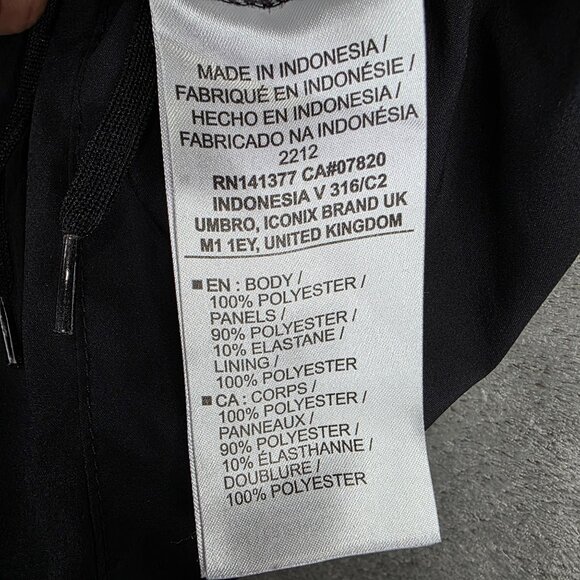 MADE IN INDONESIA /
FABRIQUÉ EN INDONÉSIE /
HECHO EN INDONESIA /
FABRICADO NA INDONÉSIA
2212
RN141377 CA#07820
INDONESIA V 316/C2
UMBRO, ICONIX BRAND UK
M1 1EY, UNITED KINGDOM
■ EN : BODY /
100% POLYESTER /
PANELS /
90% POLYESTER /
10% ELASTANE /
LINING /
100% POLYESTER
■ CA : CORPS /
100% POLYESTER /
PANNEAUX /
90% POLYESTER /
10% ÉLASTHANNE /
DOUBLURE /
100% POLYESTER